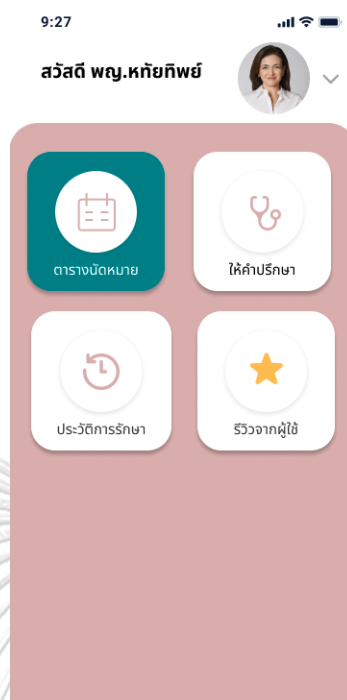 9:27
สวัสดี พญ.หทัยทิพย์
ตารางนัดหมาย
ให้คำปรึกษา
ประวัติการรักษา
รีวิวจากผู้ใช้